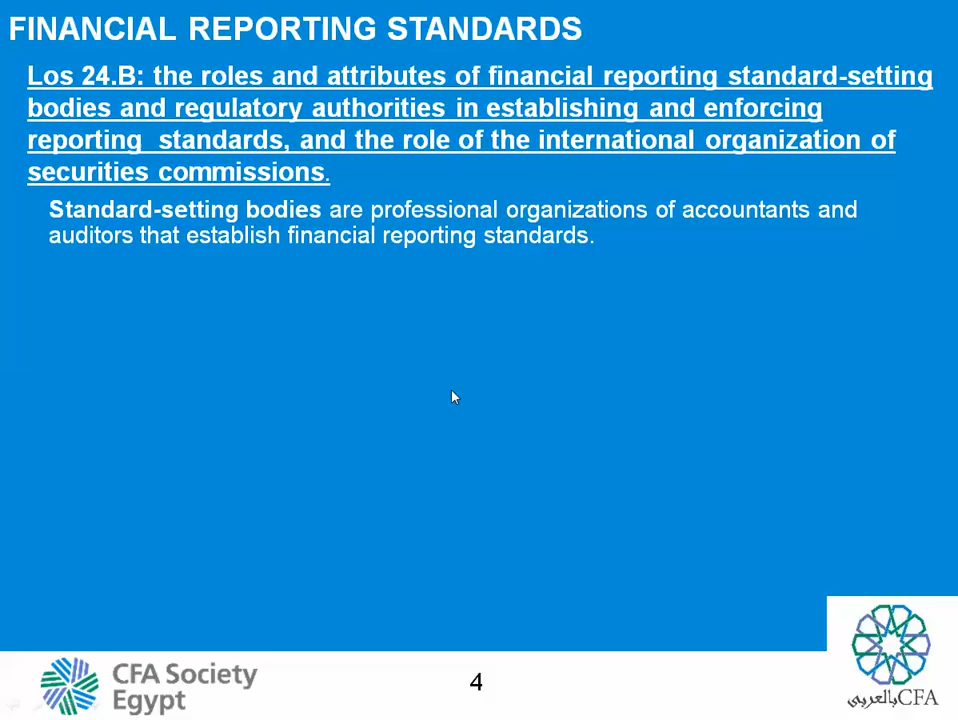 FINANCIAL REPORTING STANDARDS
Los 24.B: the roles and attributes of financial reporting standard-setting
bodies and regulatory authorities in establishing and enforcing
reporting  standards, and the role of the international organization of
securities commissions.
Standard-setting bodies are professional organizations of accountants and
auditors that establish financial reporting standards.
CFA Society
Egypt
4
CFA بالعربي